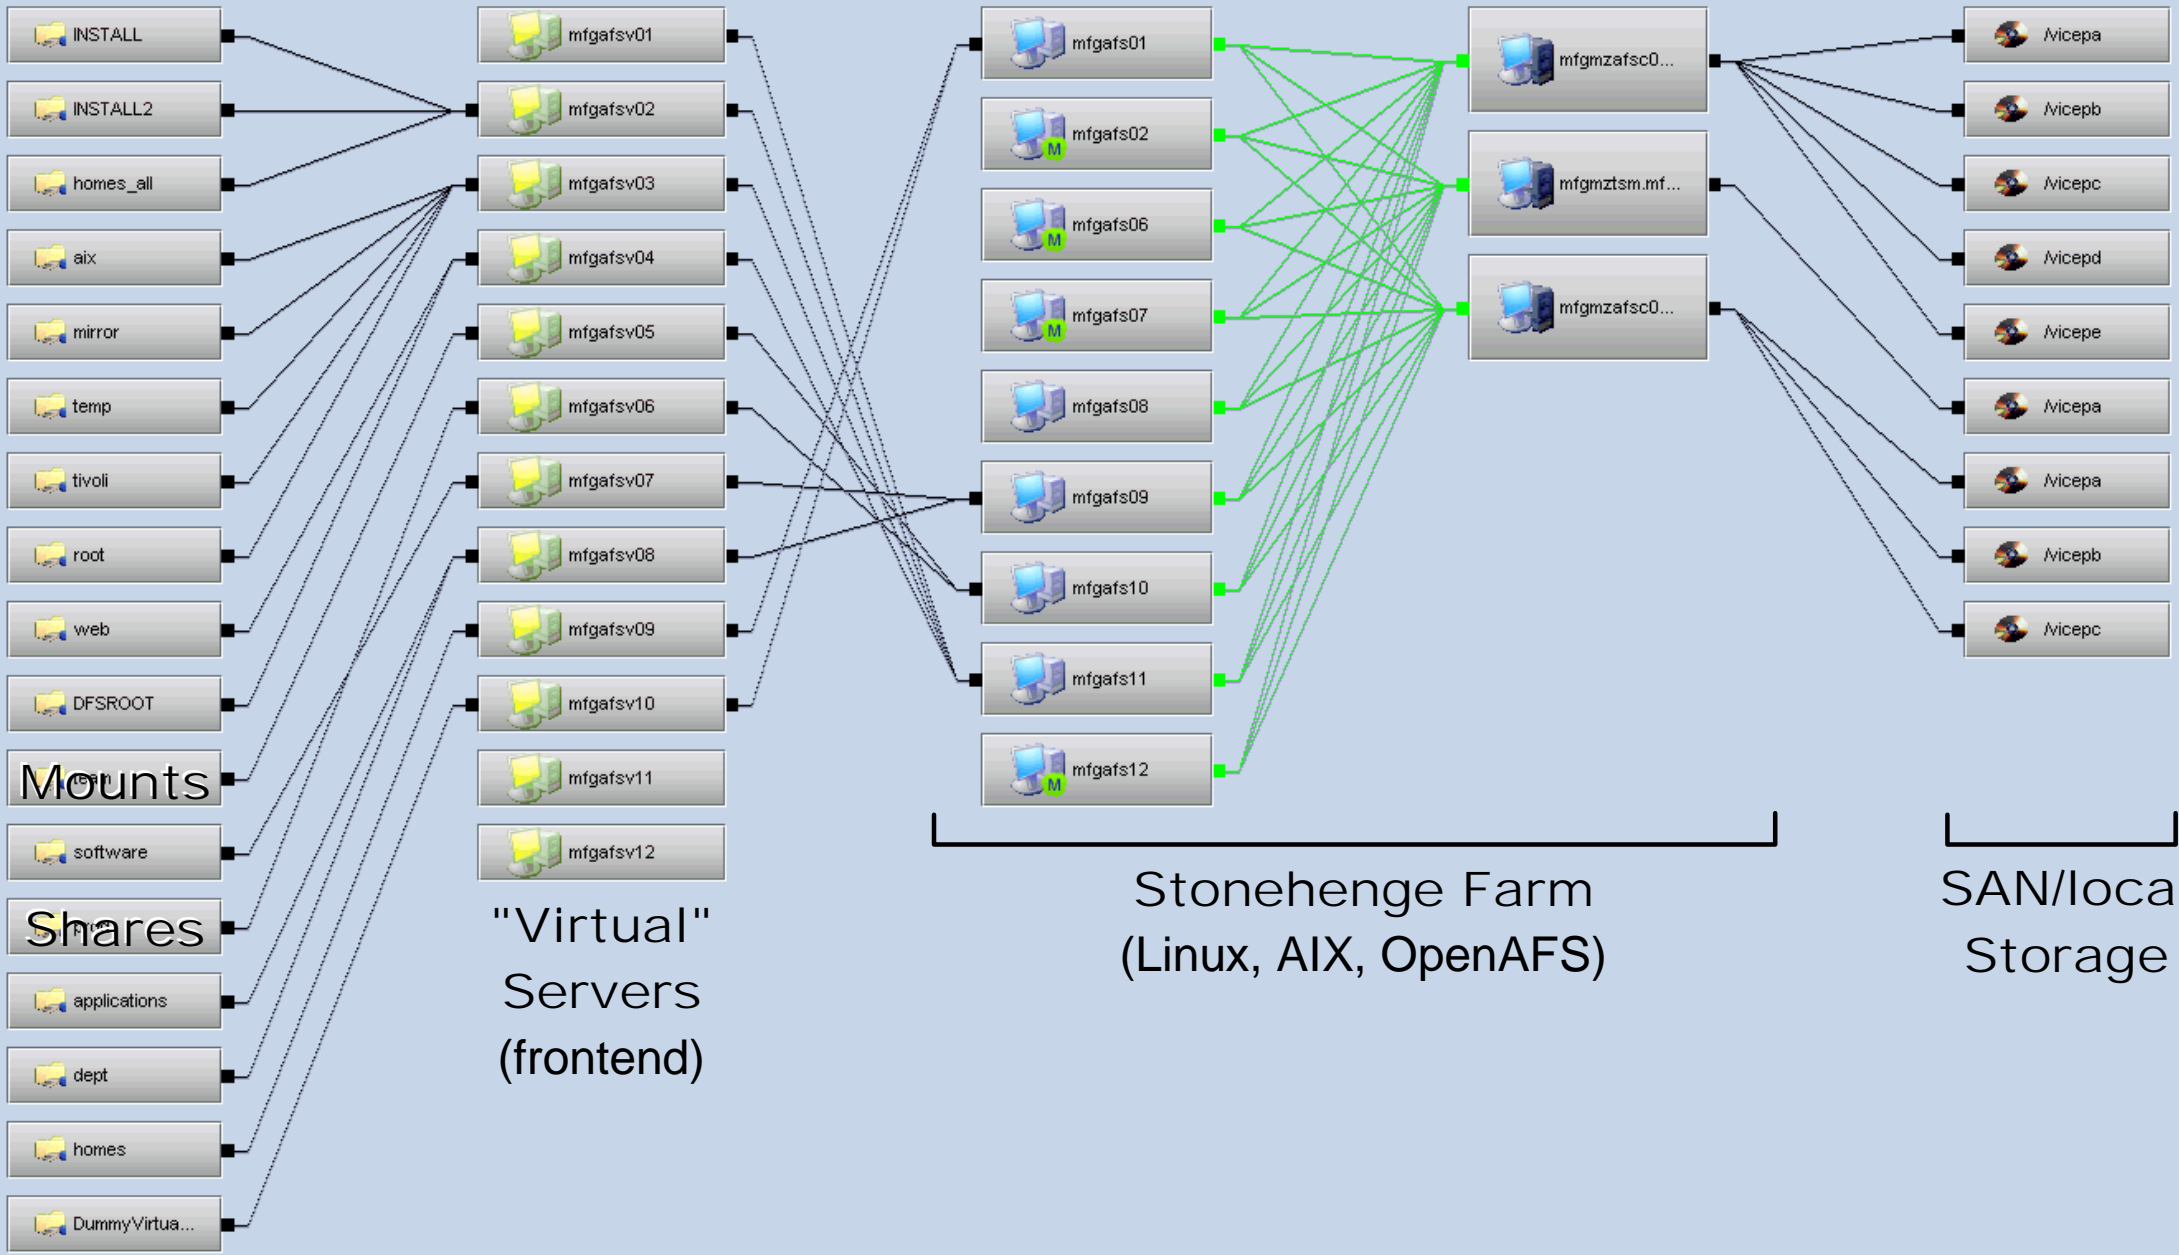 INSTALL
INSTALL2
homes_all
aix
mirror
temp
tivoli
root
web
DFSROOT
Mounts
software
Shares
applications
dept
homes
DummyVirtua...
mfgafsv01
mfgafsv02
mfgafsv03
mfgafsv04
mfgafsv05
mfgafsv06
mfgafsv07
mfgafsv08
mfgafsv09
mfgafsv10
mfgafsv11
mfgafsv12
"Virtual"
Servers
(frontend)
mfgafs01
mfgafs02
M
mfgafs06
M
mfgafs07
M
mfgafs08
mfgafs09
mfgafs10
mfgafs11
mfgafs12
M
mfgmzafsc0...
mfgmztsm.mf...
mfgmzafsc0...
Stonehenge Farm
(Linux, AIX, OpenAFS)
/vicepa
/vicepb
/vicepc
/vicepd
/vicepe
/vicepa
/vicepa
/vicepb
/vicepc
SAN/loca
Storage